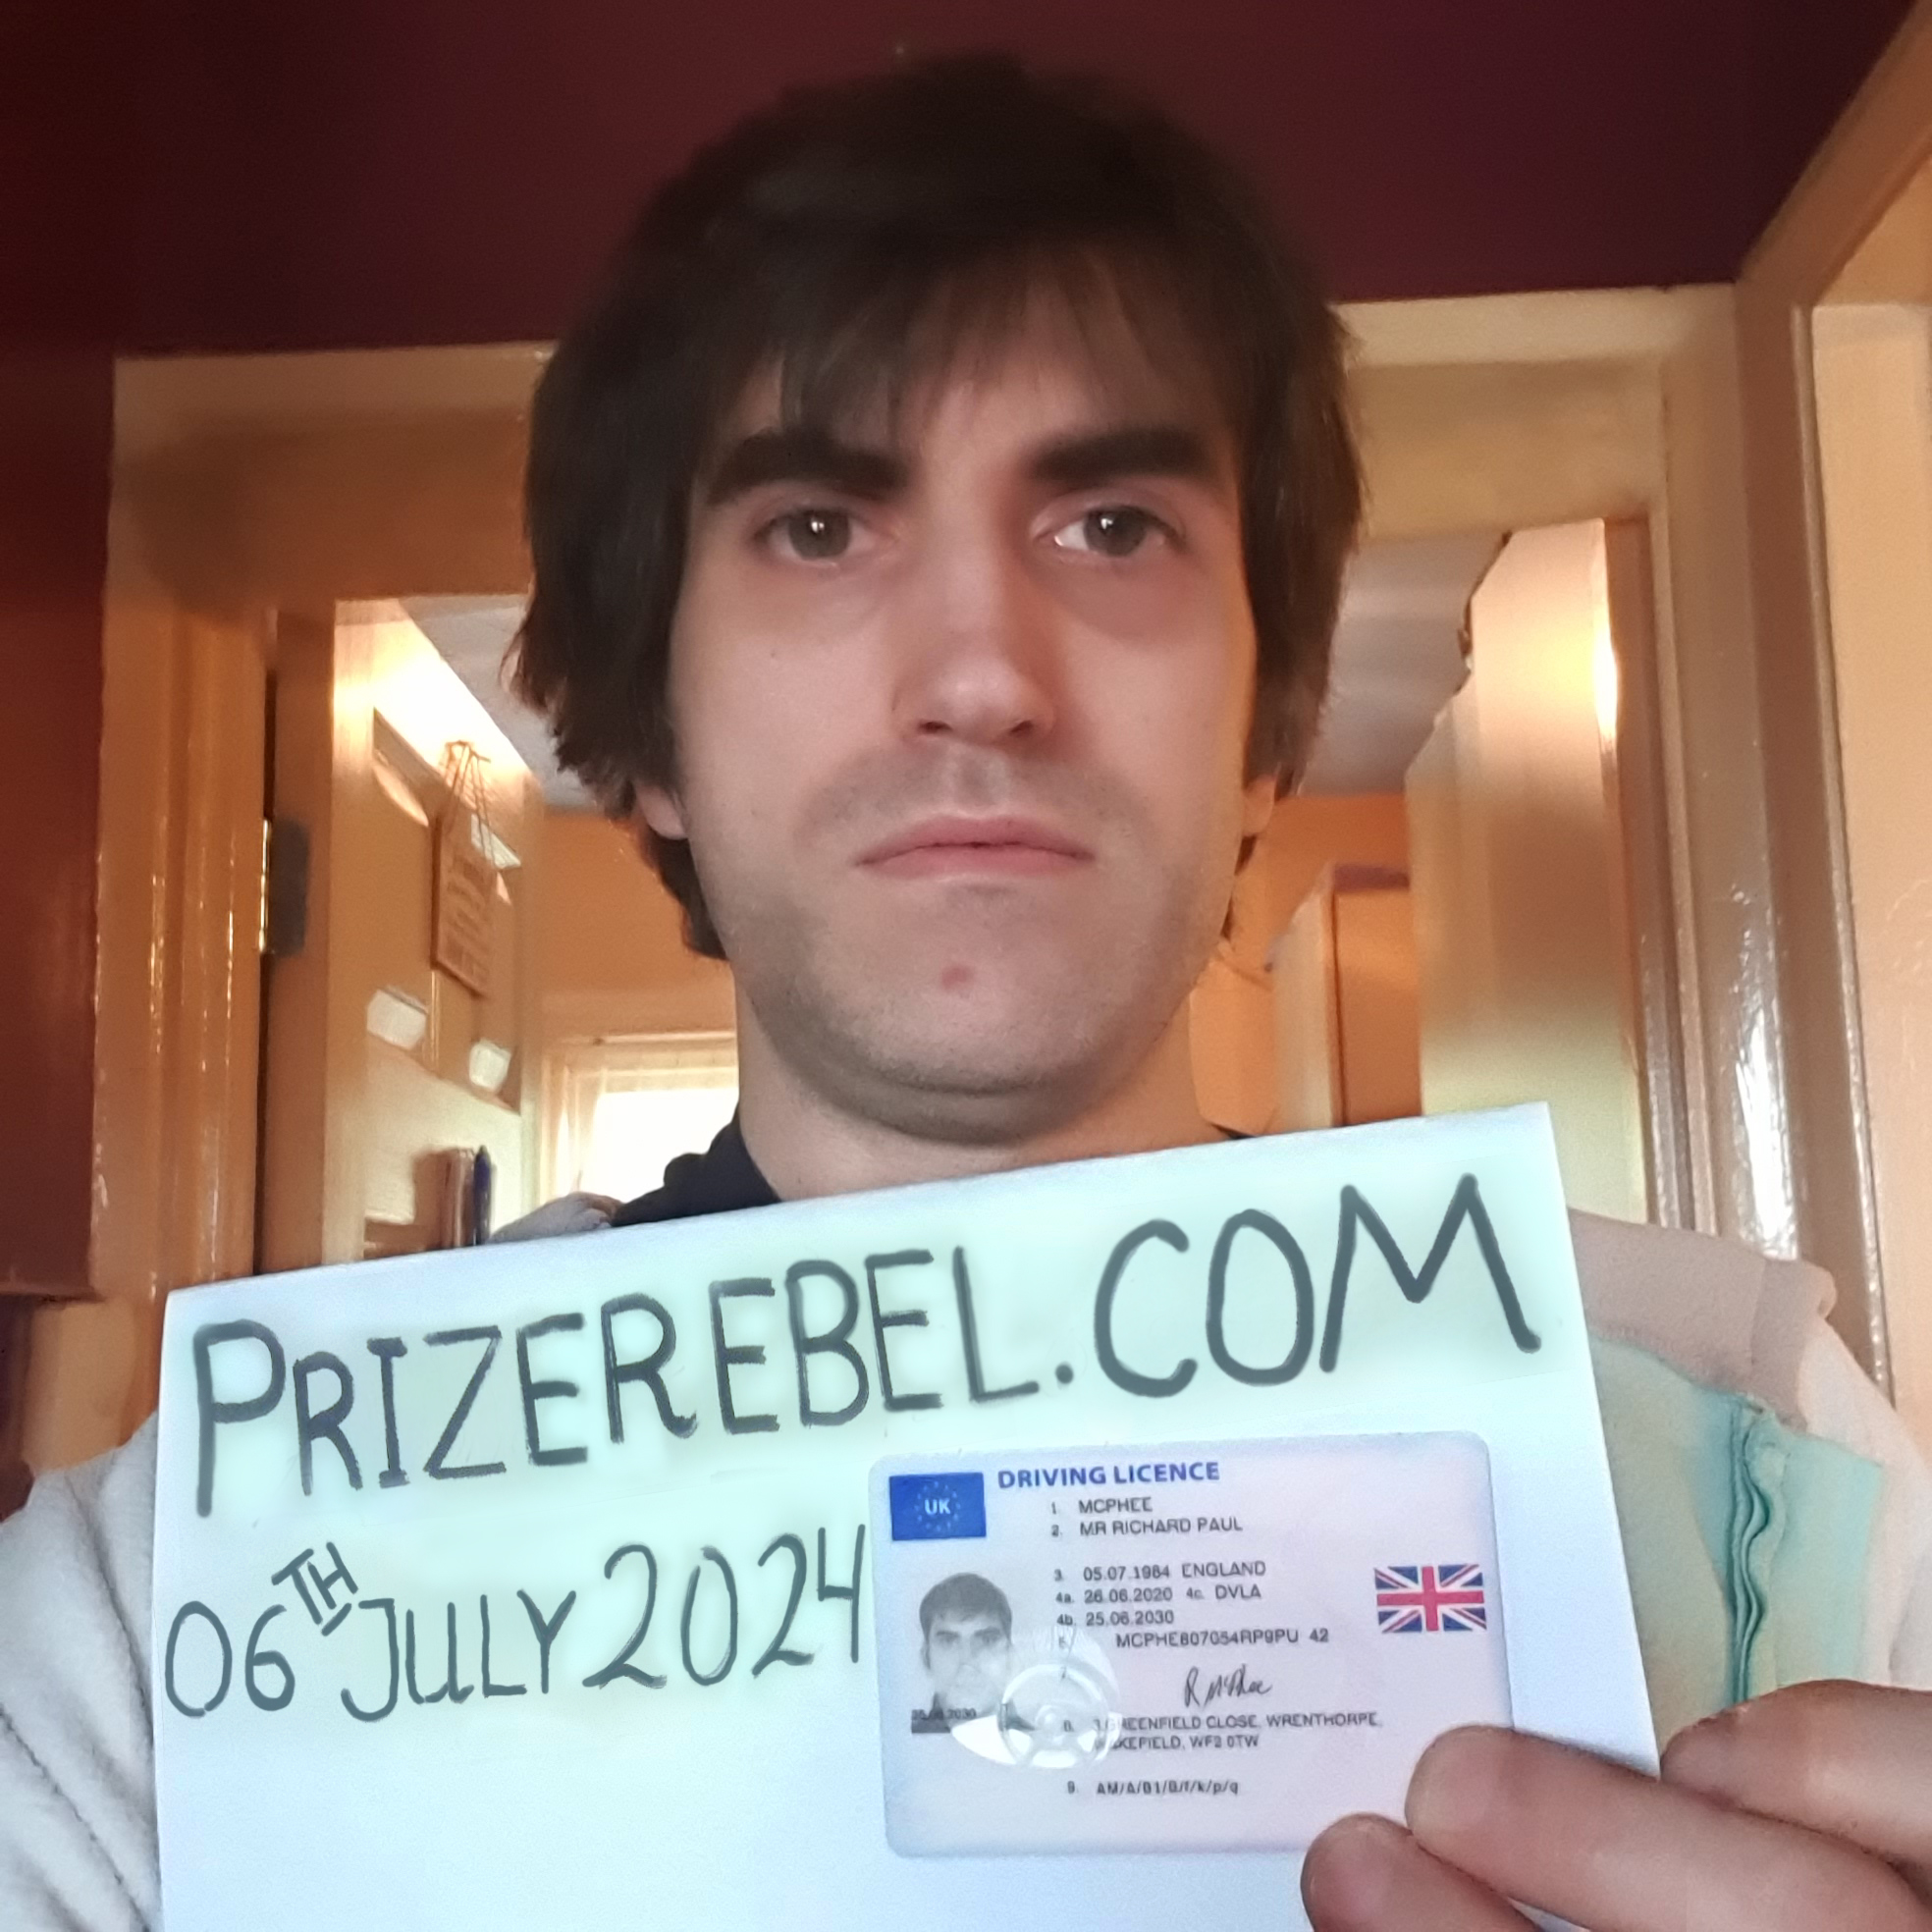 PRIZEREBEL.COM
06TH JULY 2024
UK
DRIVING LICENCE
1. MCPHEE
2. MR RICHARD PAUL
3. 05.07.1984 ENGLAND
4a. 26.06.2020 4c. DVLA
4b. 25.06.2030
MCPHE807054RP9PU 42
8. GREENFIELD CLOSE, WRENTHORPE,
WF2 0TW
9. AM/A/B1/B/f/k/p/q